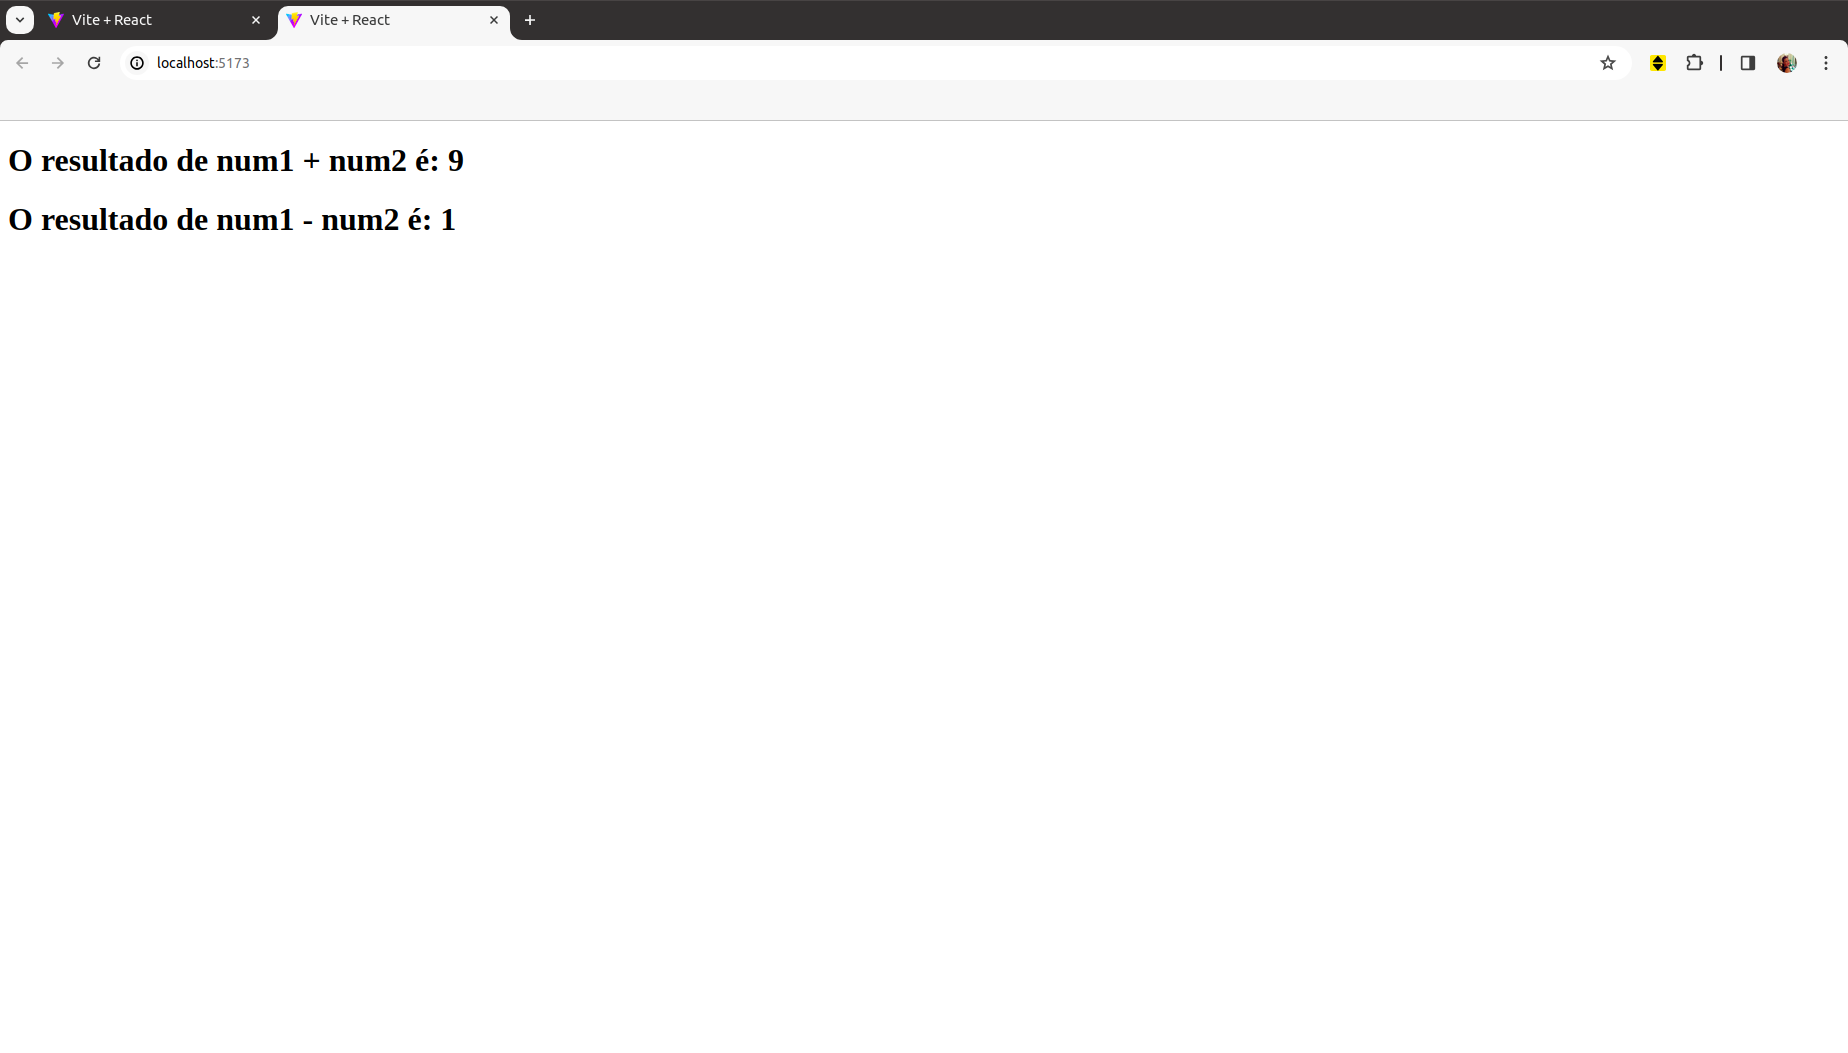 Vite + React
Vite + React
localhost:5173
O resultado de num1 + num2 é: 9
O resultado de num1 - num2 é: 1